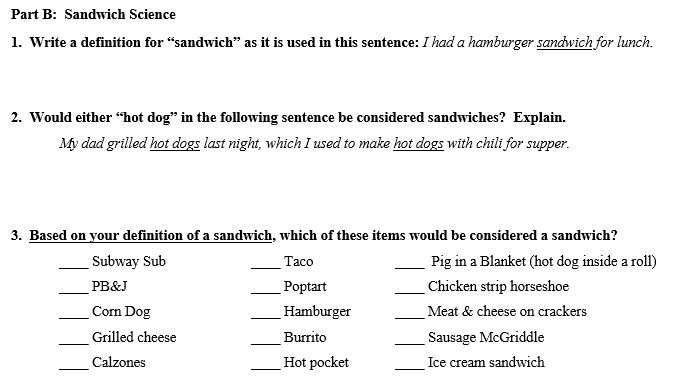 Part B:  Sandwich Science
1.  Write a definition for “sandwich” as it is used in this sentence: I had a hamburger sandwich for lunch.
2.  Would either “hot dog” in the following sentence be considered sandwiches?  Explain.
My dad grilled hot dogs last night, which I used to make hot dogs with chili for supper.
3.  Based on your definition of a sandwich, which of these items would be considered a sandwich?
____ Subway Sub ____ Taco ____ Pig in a Blanket (hot dog inside a roll)
____ PB&J ____ Poptart ____ Chicken strip horseshoe
____ Corn Dog ____ Hamburger ____ Meat & cheese on crackers
____ Grilled cheese ____ Burrito ____ Sausage McGriddle
____ Calzones ____ Hot pocket ____ Ice cream sandwich